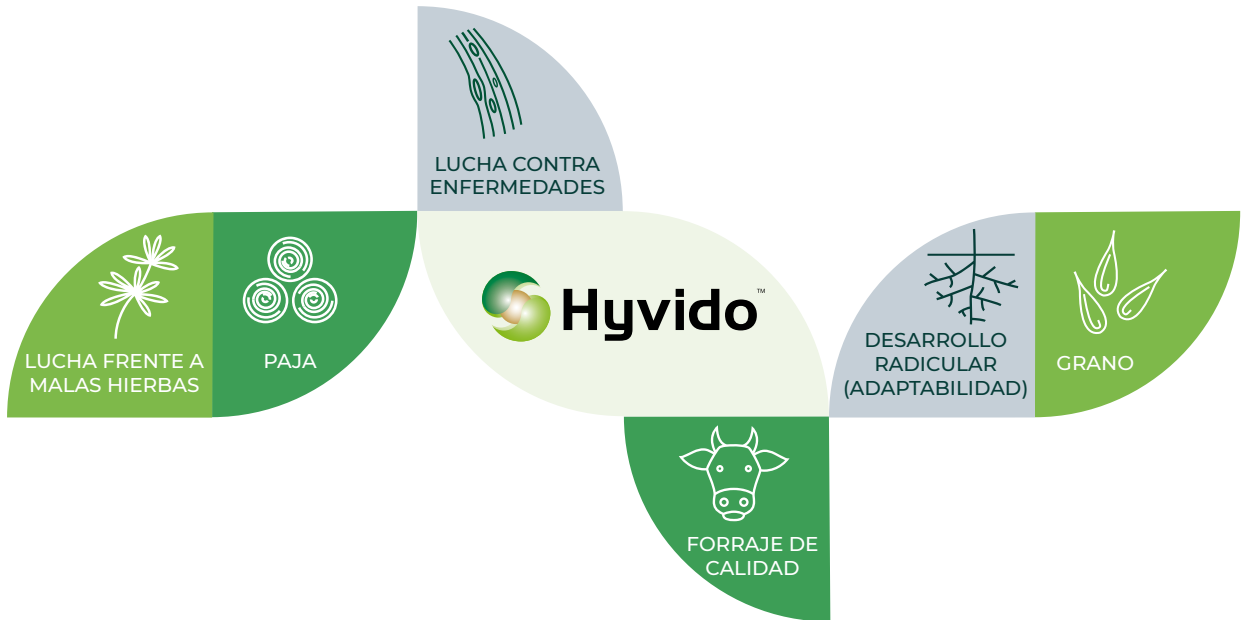 LUCHA CONTRA
ENFERMEDADES
LUCHA FRENTE A
MALAS HIERBAS
PAJA
Hyvido™
DESARROLLO
RADICULAR
(ADAPTABILIDAD)
GRANO
FORRAJE DE
CALIDAD